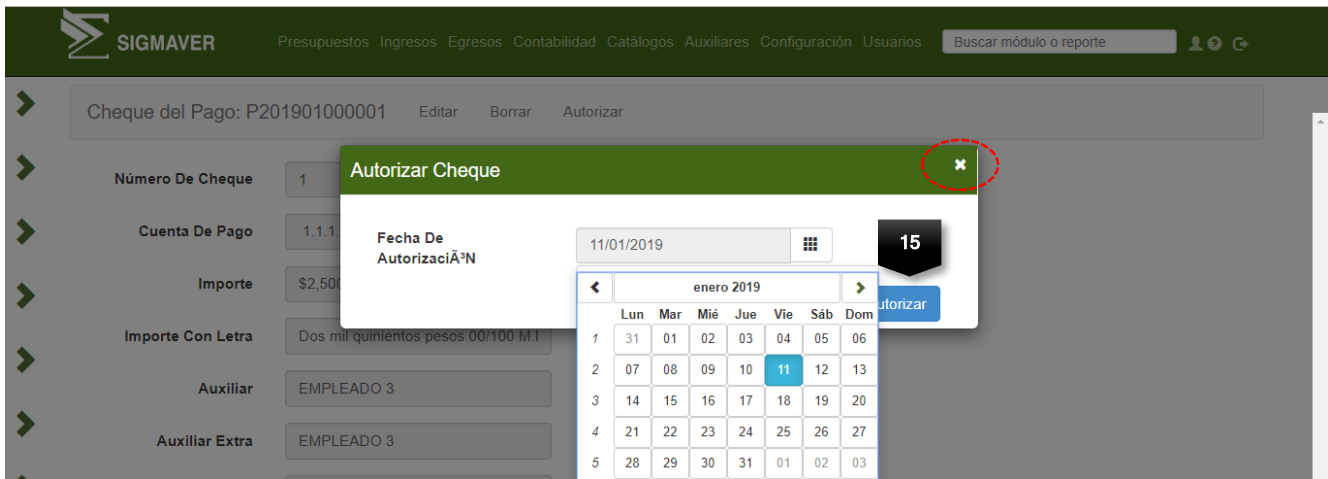 SIGMAVER Presupuestos Ingresos Egresos Contabilidad Catálogos Auxiliares Configuración Usuarios Buscar módulo o reporte
Cheque del Pago: P201901000001 Editar Borrar Autorizar
Autorizar Cheque
Número De Cheque 1
Cuenta De Pago 1.1.1.
Fecha De
AutorizaciÃ³N
11/01/2019
15
Importe $2,500
enero 2019
utorizar
Lun Mar Mié Jue Vie Sáb Dom
Importe Con Letra Dos mil quinientos pesos 00/100 M.
1 31 01 02 03 04 05 06
2 07 08 09 10 11 12 13
Auxiliar EMPLEADO 3
3 14 15 16 17 18 19 20
4 21 22 23 24 25 26 27
Auxiliar Extra EMPLEADO 3
5 28 29 30 31 01 02 03